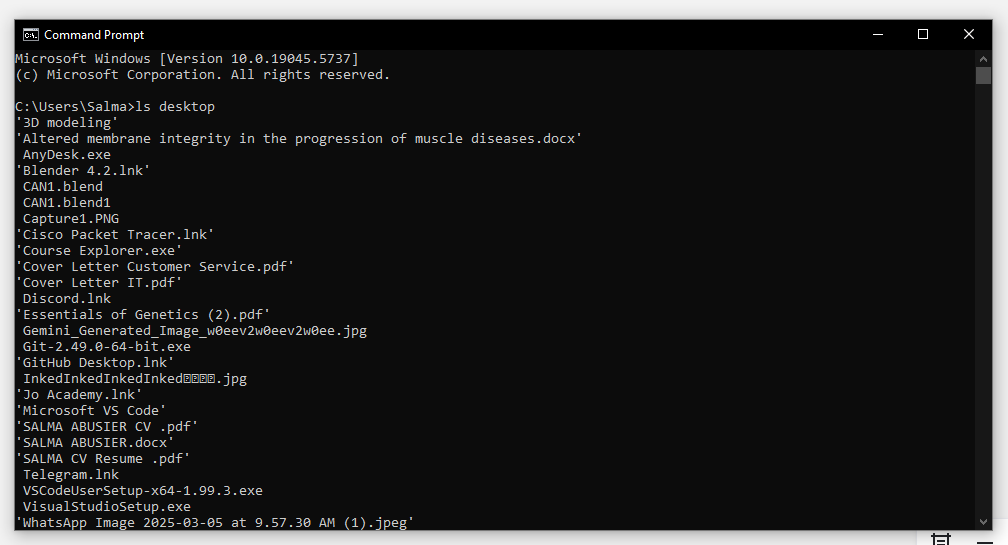 Command Prompt
Microsoft Windows [Version 10.0.19045.5737]
(c) Microsoft Corporation. All rights reserved.
C:\Users\Salma>ls desktop
'3D modeling'
'Altered membrane integrity in the progression of muscle diseases.docx'
AnyDesk.exe
'Blender 4.2.lnk'
CAN1.blend
CAN1.blend1
Capture1.PNG
'Cisco Packet Tracer.lnk'
'Course Explorer.exe'
'Cover Letter Customer Service.pdf'
'Cover Letter IT.pdf'
Discord.lnk
'Essentials of Genetics (2).pdf'
Gemini_Generated_Image_w0eev2w0eev2w0ee.jpg
Git-2.49.0-64-bit.exe
'GitHub Desktop.lnk'
InkedInkedInkedInked.jpg
'Jo Academy.lnk'
'Microsoft VS Code'
'SALMA ABUSIER CV .pdf'
'SALMA ABUSIER.docx'
'SALMA CV Resume .pdf'
Telegram.lnk
VSCodeUserSetup-x64-1.99.3.exe
VisualStudioSetup.exe
'WhatsApp Image 2025-03-05 at 9.57.30 AM (1).jpeg'